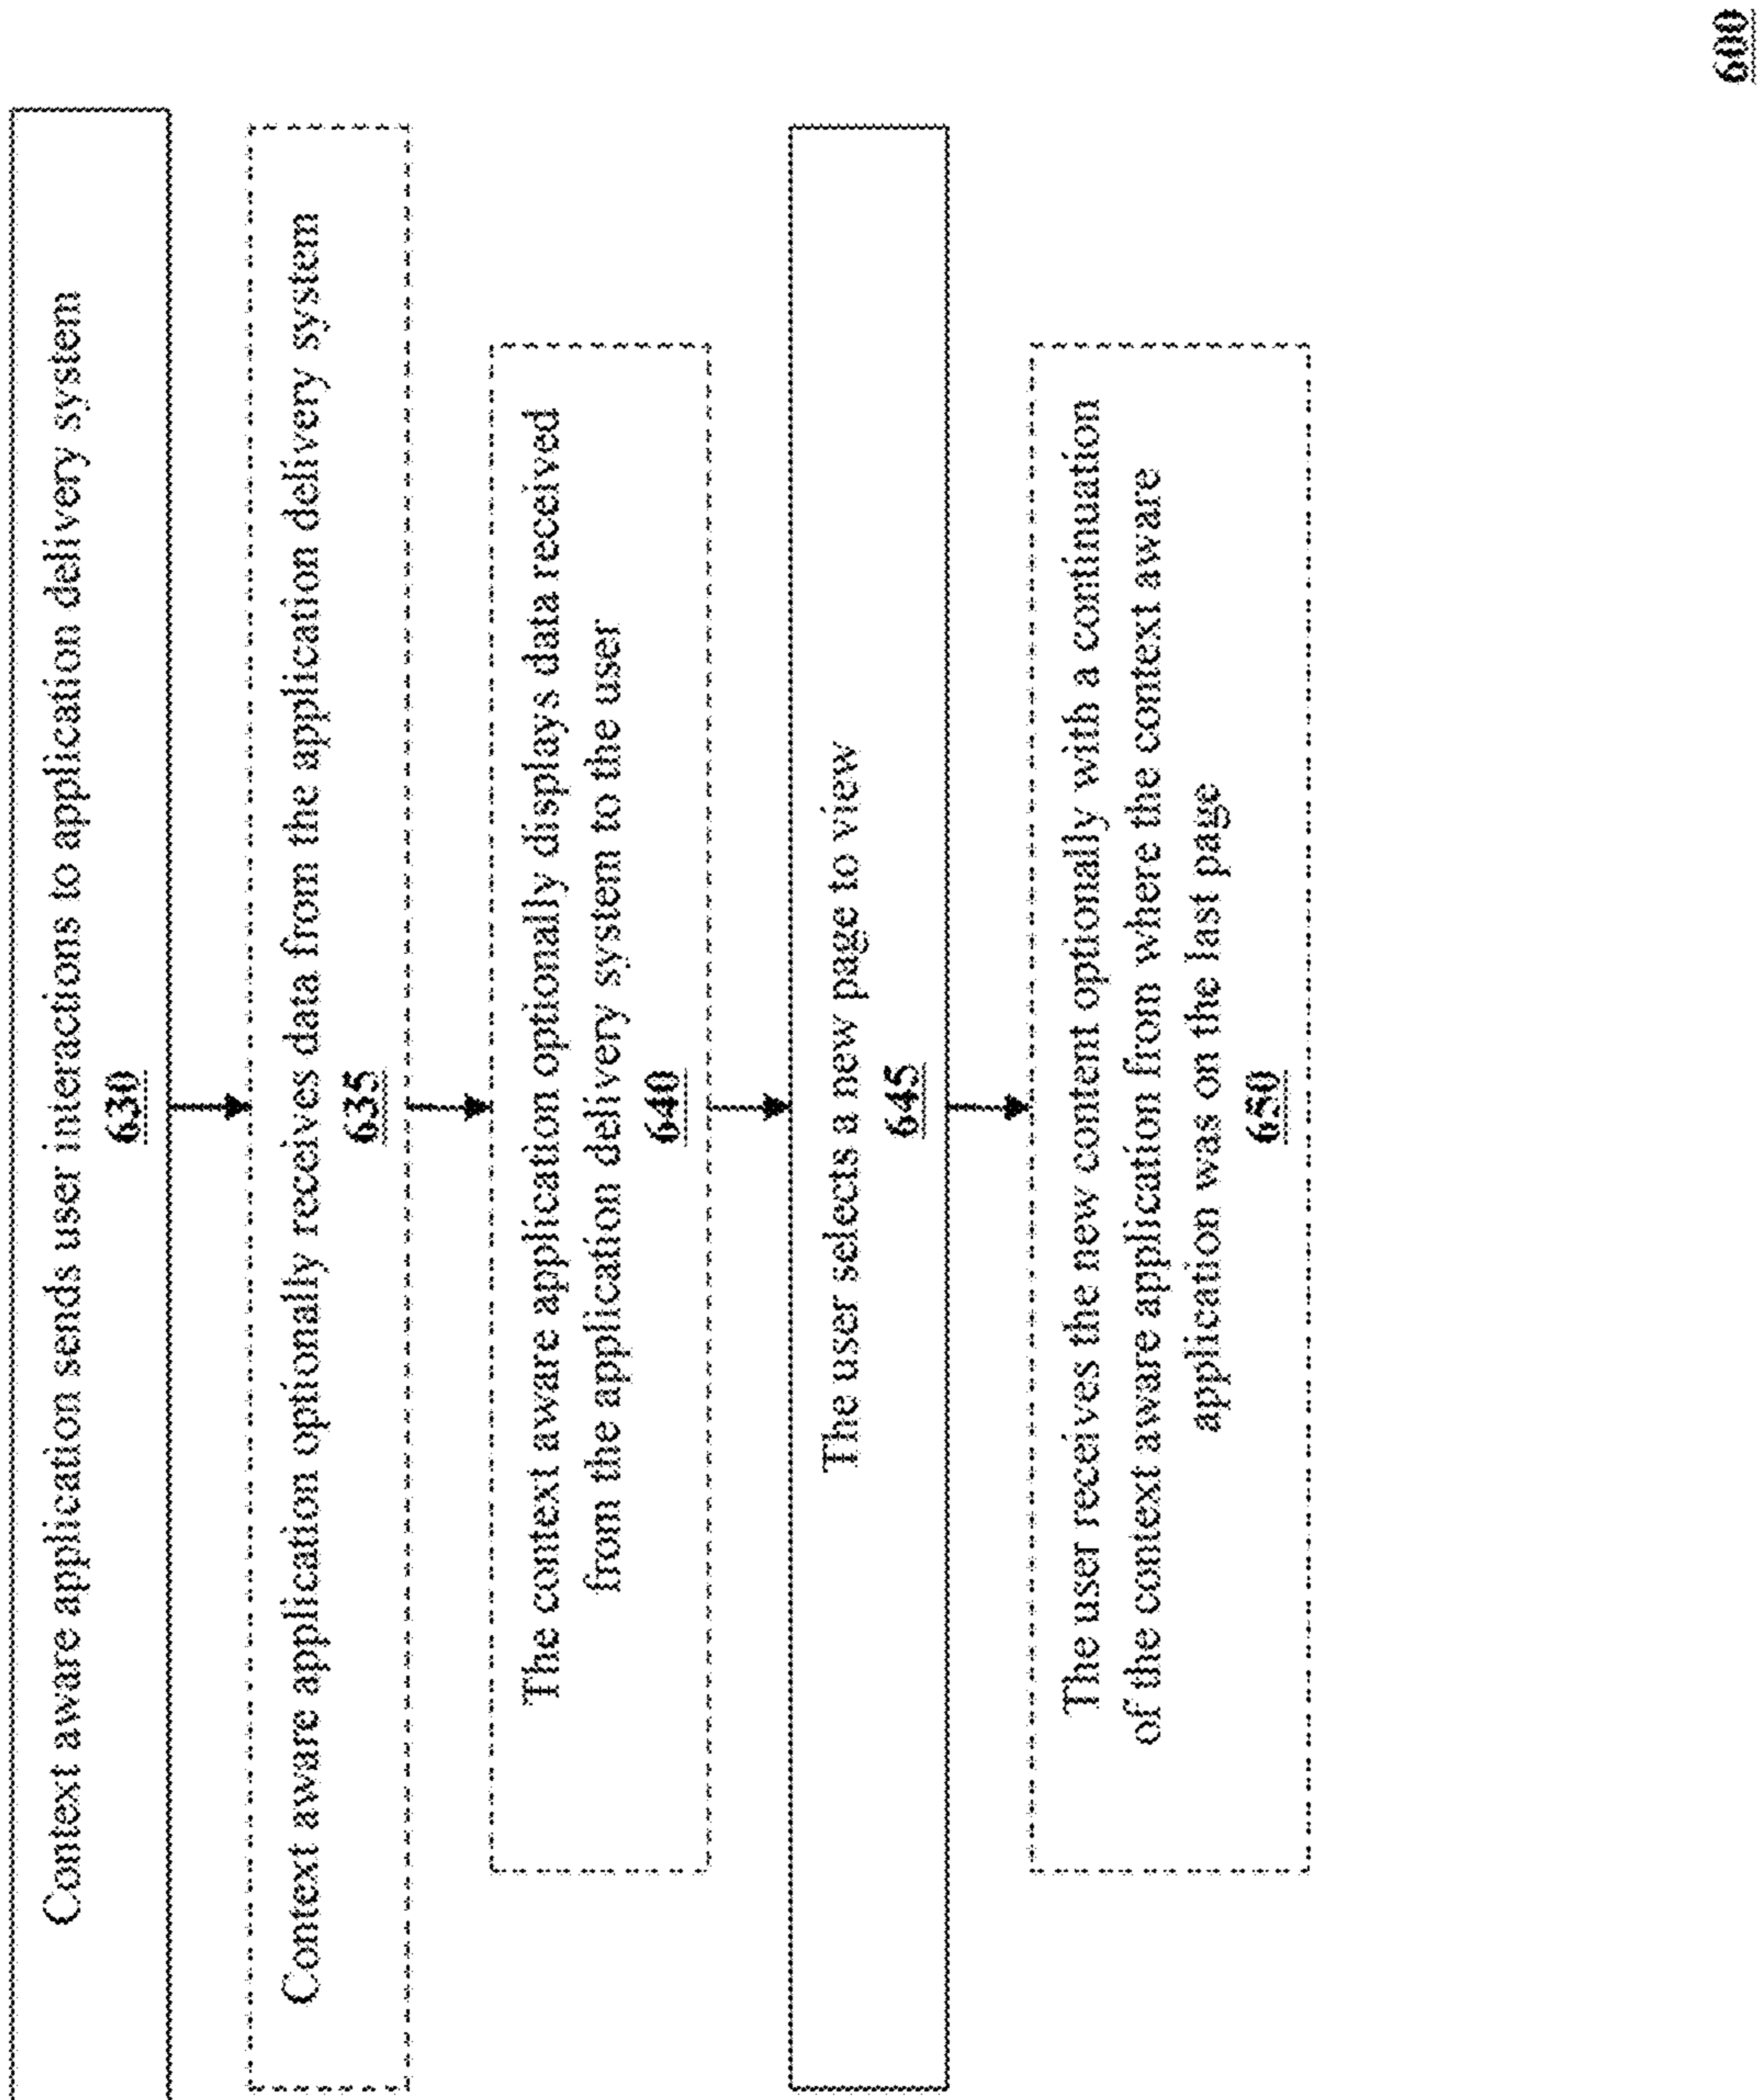 Context aware application sends user interactions to application delivery system
630
Context aware application optionally receives data from the application delivery system
635
The context aware application optionally displays data received
from the application delivery system to the user
640
The user selects a new page to view
645
The user receives the new content optionally with a continuation
of the context aware application from where the context aware
application was on the last page
650
600